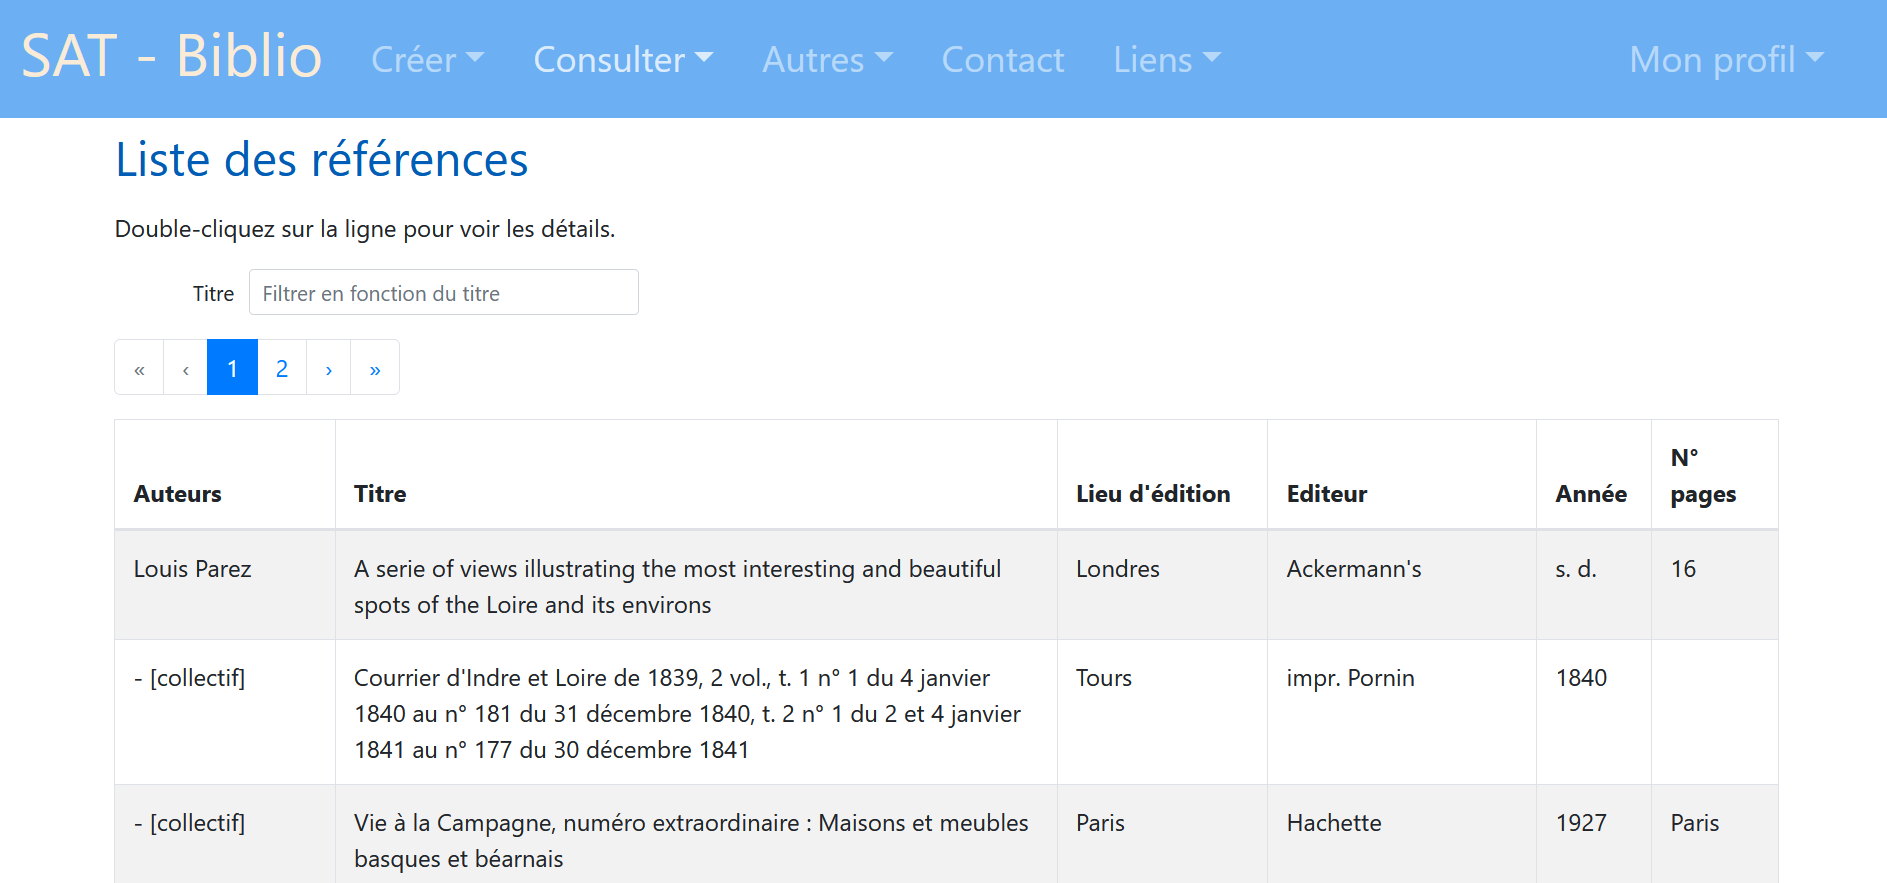 SAT - Biblio Créer Consulter Autres Contact Liens Mon profil
Liste des références
Double-cliquez sur la ligne pour voir les détails.
Titre Filtrer en fonction du titre
« ‹ 1 2 › »
Auteurs Titre Lieu d'édition Editeur Année N° pages
Louis Parez A serie of views illustrating the most interesting and beautiful Londres Ackermann's s. d. 16
spots of the Loire and its environs
- [collectif] Courrier d'Indre et Loire de 1839, 2 vol., t. 1 n° 1 du 4 janvier Tours impr. Pornin 1840
1840 au n° 181 du 31 décembre 1840, t. 2 n° 1 du 2 et 4 janvier
1841 au n° 177 du 30 décembre 1841
- [collectif] Vie à la Campagne, numéro extraordinaire : Maisons et meubles Paris Hachette 1927 Paris
basques et béarnais